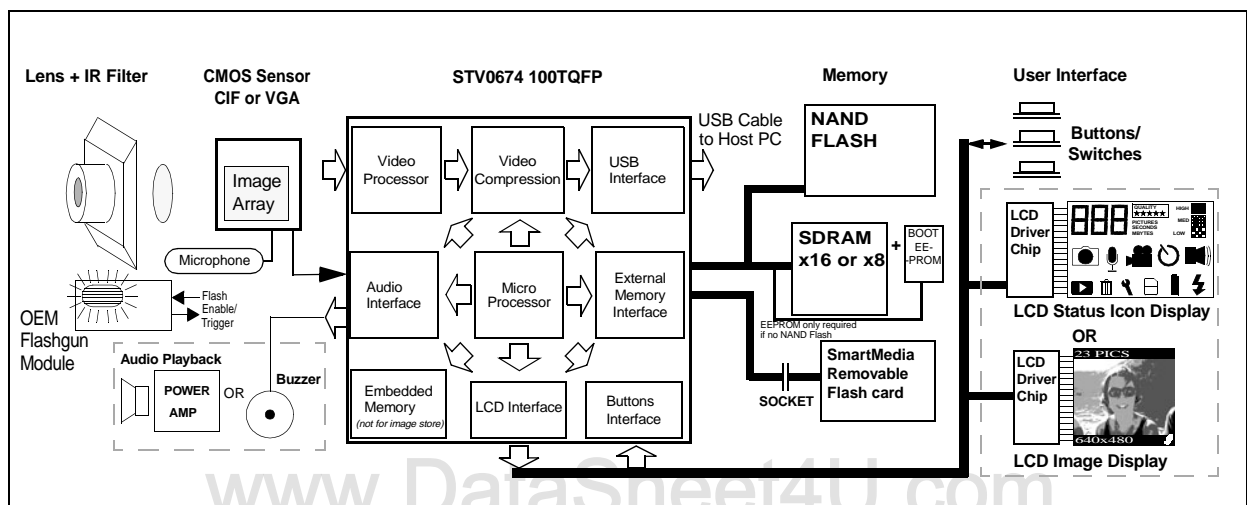 Lens + IR Filter
CMOS Sensor
CIF or VGA
STV0674 100TQFP
Memory
User Interface
Image
Array
Microphone
OEM
Flashgun
Module
Flash
Enable/
Trigger
Audio Playback
POWER
AMP
OR
Buzzer
Video
Processor
Video
Compression
USB
Interface
Audio
Interface
Micro
Processor
External
Memory
Interface
Embedded
Memory
(not for image store)
LCD Interface
Buttons
Interface
USB Cable
to Host PC
NAND
FLASH
SDRAM
x16 or x8
+
BOOT
EE-
-PROM
EEPROM only required
if no NAND Flash
SOCKET
SmartMedia
Removable
Flash card
Buttons/
Switches
LCD
Driver
Chip
888
QUALITY
★★★★★
PICTURES
SECONDS
MBYTES
HIGH
MED
LOW
LCD Status Icon Display
OR
LCD
Driver
Chip
23 PICS
640x480
LCD Image Display
www.DataSheet4U.com